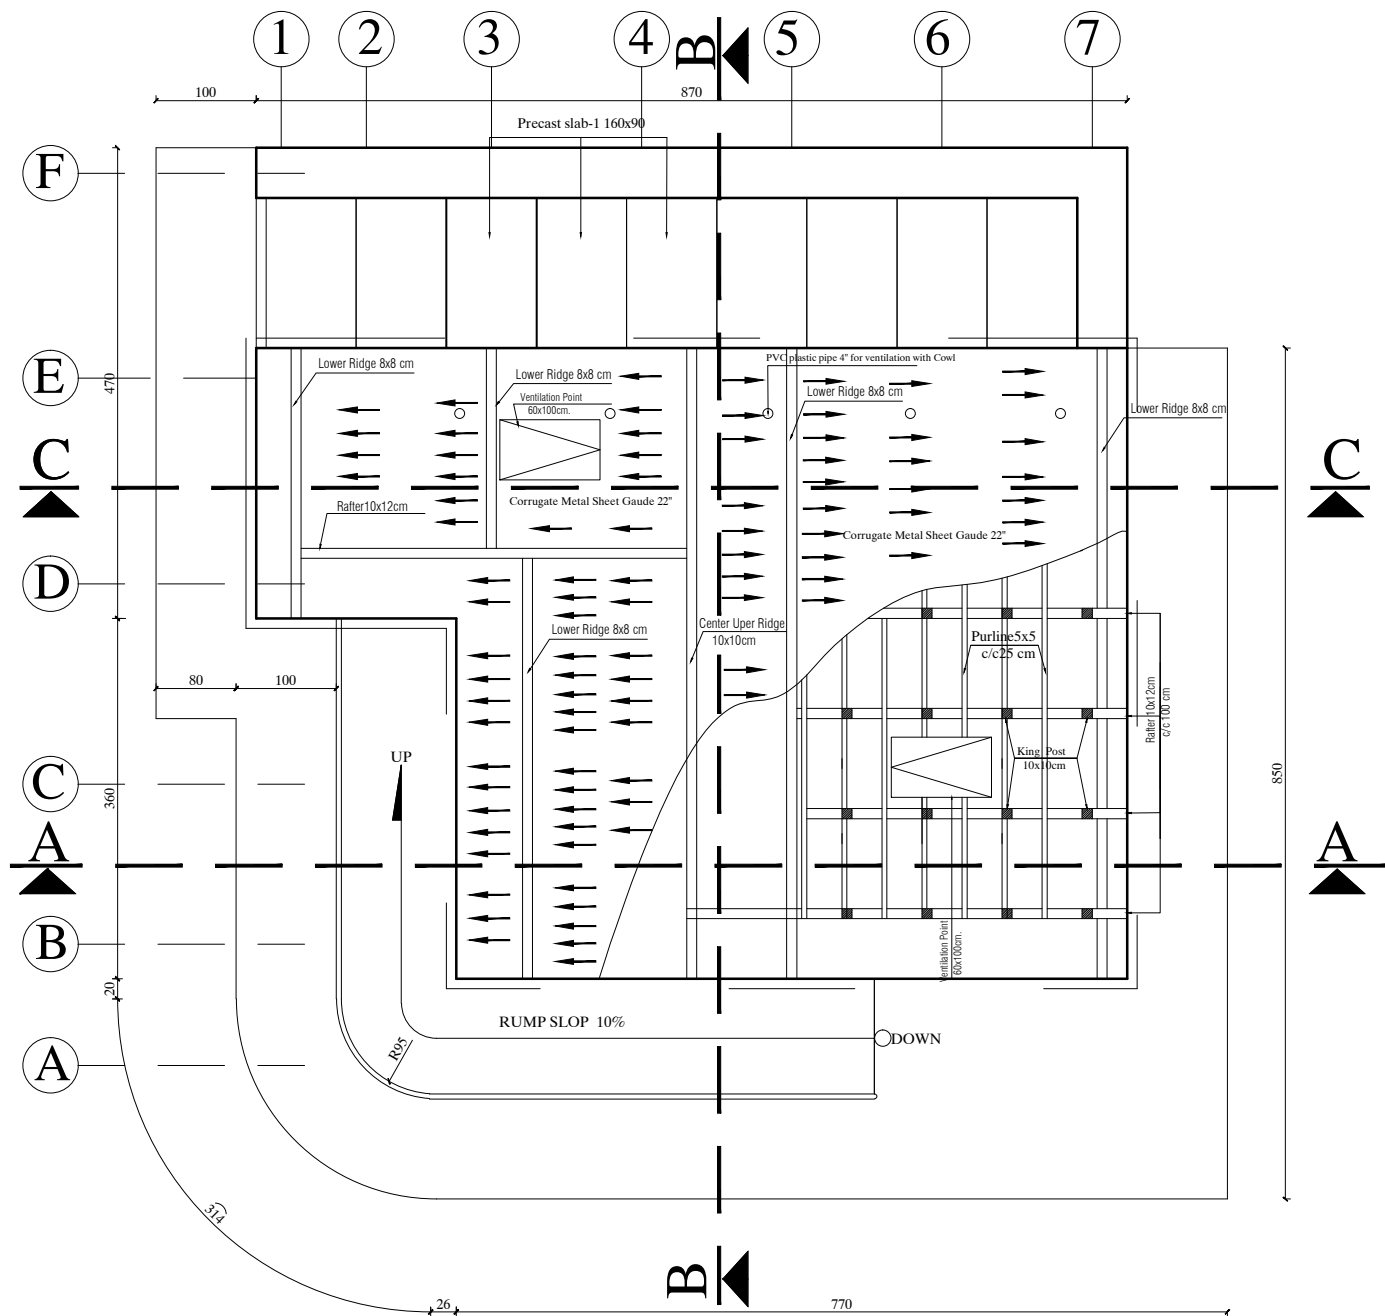 1 2 3 4 B 5 6 7
100 870
Precast slab-1 160x90
F
E
470
PVC plastic pipe 4" for ventilation with Cowl
Lower Ridge 8x8 cm
Lower Ridge 8x8 cm
Ventilation Point
60x100cm.
Lower Ridge 8x8 cm
Lower Ridge 8x8 cm
C C
Rafter10x12cm
Corrugate Metal Sheet Gaude 22"
Corrugate Metal Sheet Gaude 22"
D
Lower Ridge 8x8 cm
Center Uper Ridge
10x10cm
Purline5x5
c/c25 cm
80 100
Rafter 10x12cm
c/c 100 cm
UP
King Post
10x10cm
C
360
850
A A
B
Ventilation Point
60x100cm.
20
RUMP SLOP 10%
DOWN
R95
A
314
B
26 770